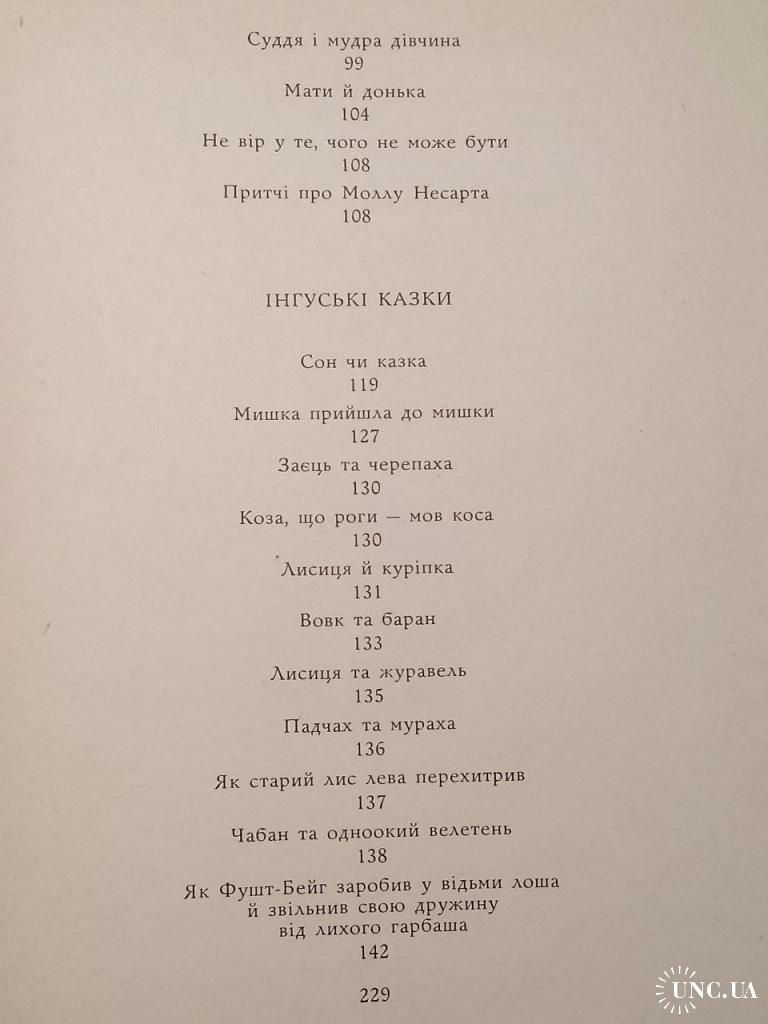 Суддя і мудра дівчина
99
Мати й донька
104
Не вір у те, чого не може бути
108
Притчі про Моллу Несарта
108
ІНГУСЬКІ КАЗКИ
Сон чи казка
119
Мишка прийшла до мишки
127
Заєць та черепаха
130
Коза, що роги — мов коса
130
Лисиця й куріпка
131
Вовк та баран
133
Лисиця та журавель
135
Падчах та мураха
136
Як старий лис лева перехитрив
137
Чабан та одноокий велетень
138
Як Фушт-Бейг заробив у відьми лоша
й звільнив свою дружину
від лихого гарбаша
142
229
UNC.UA